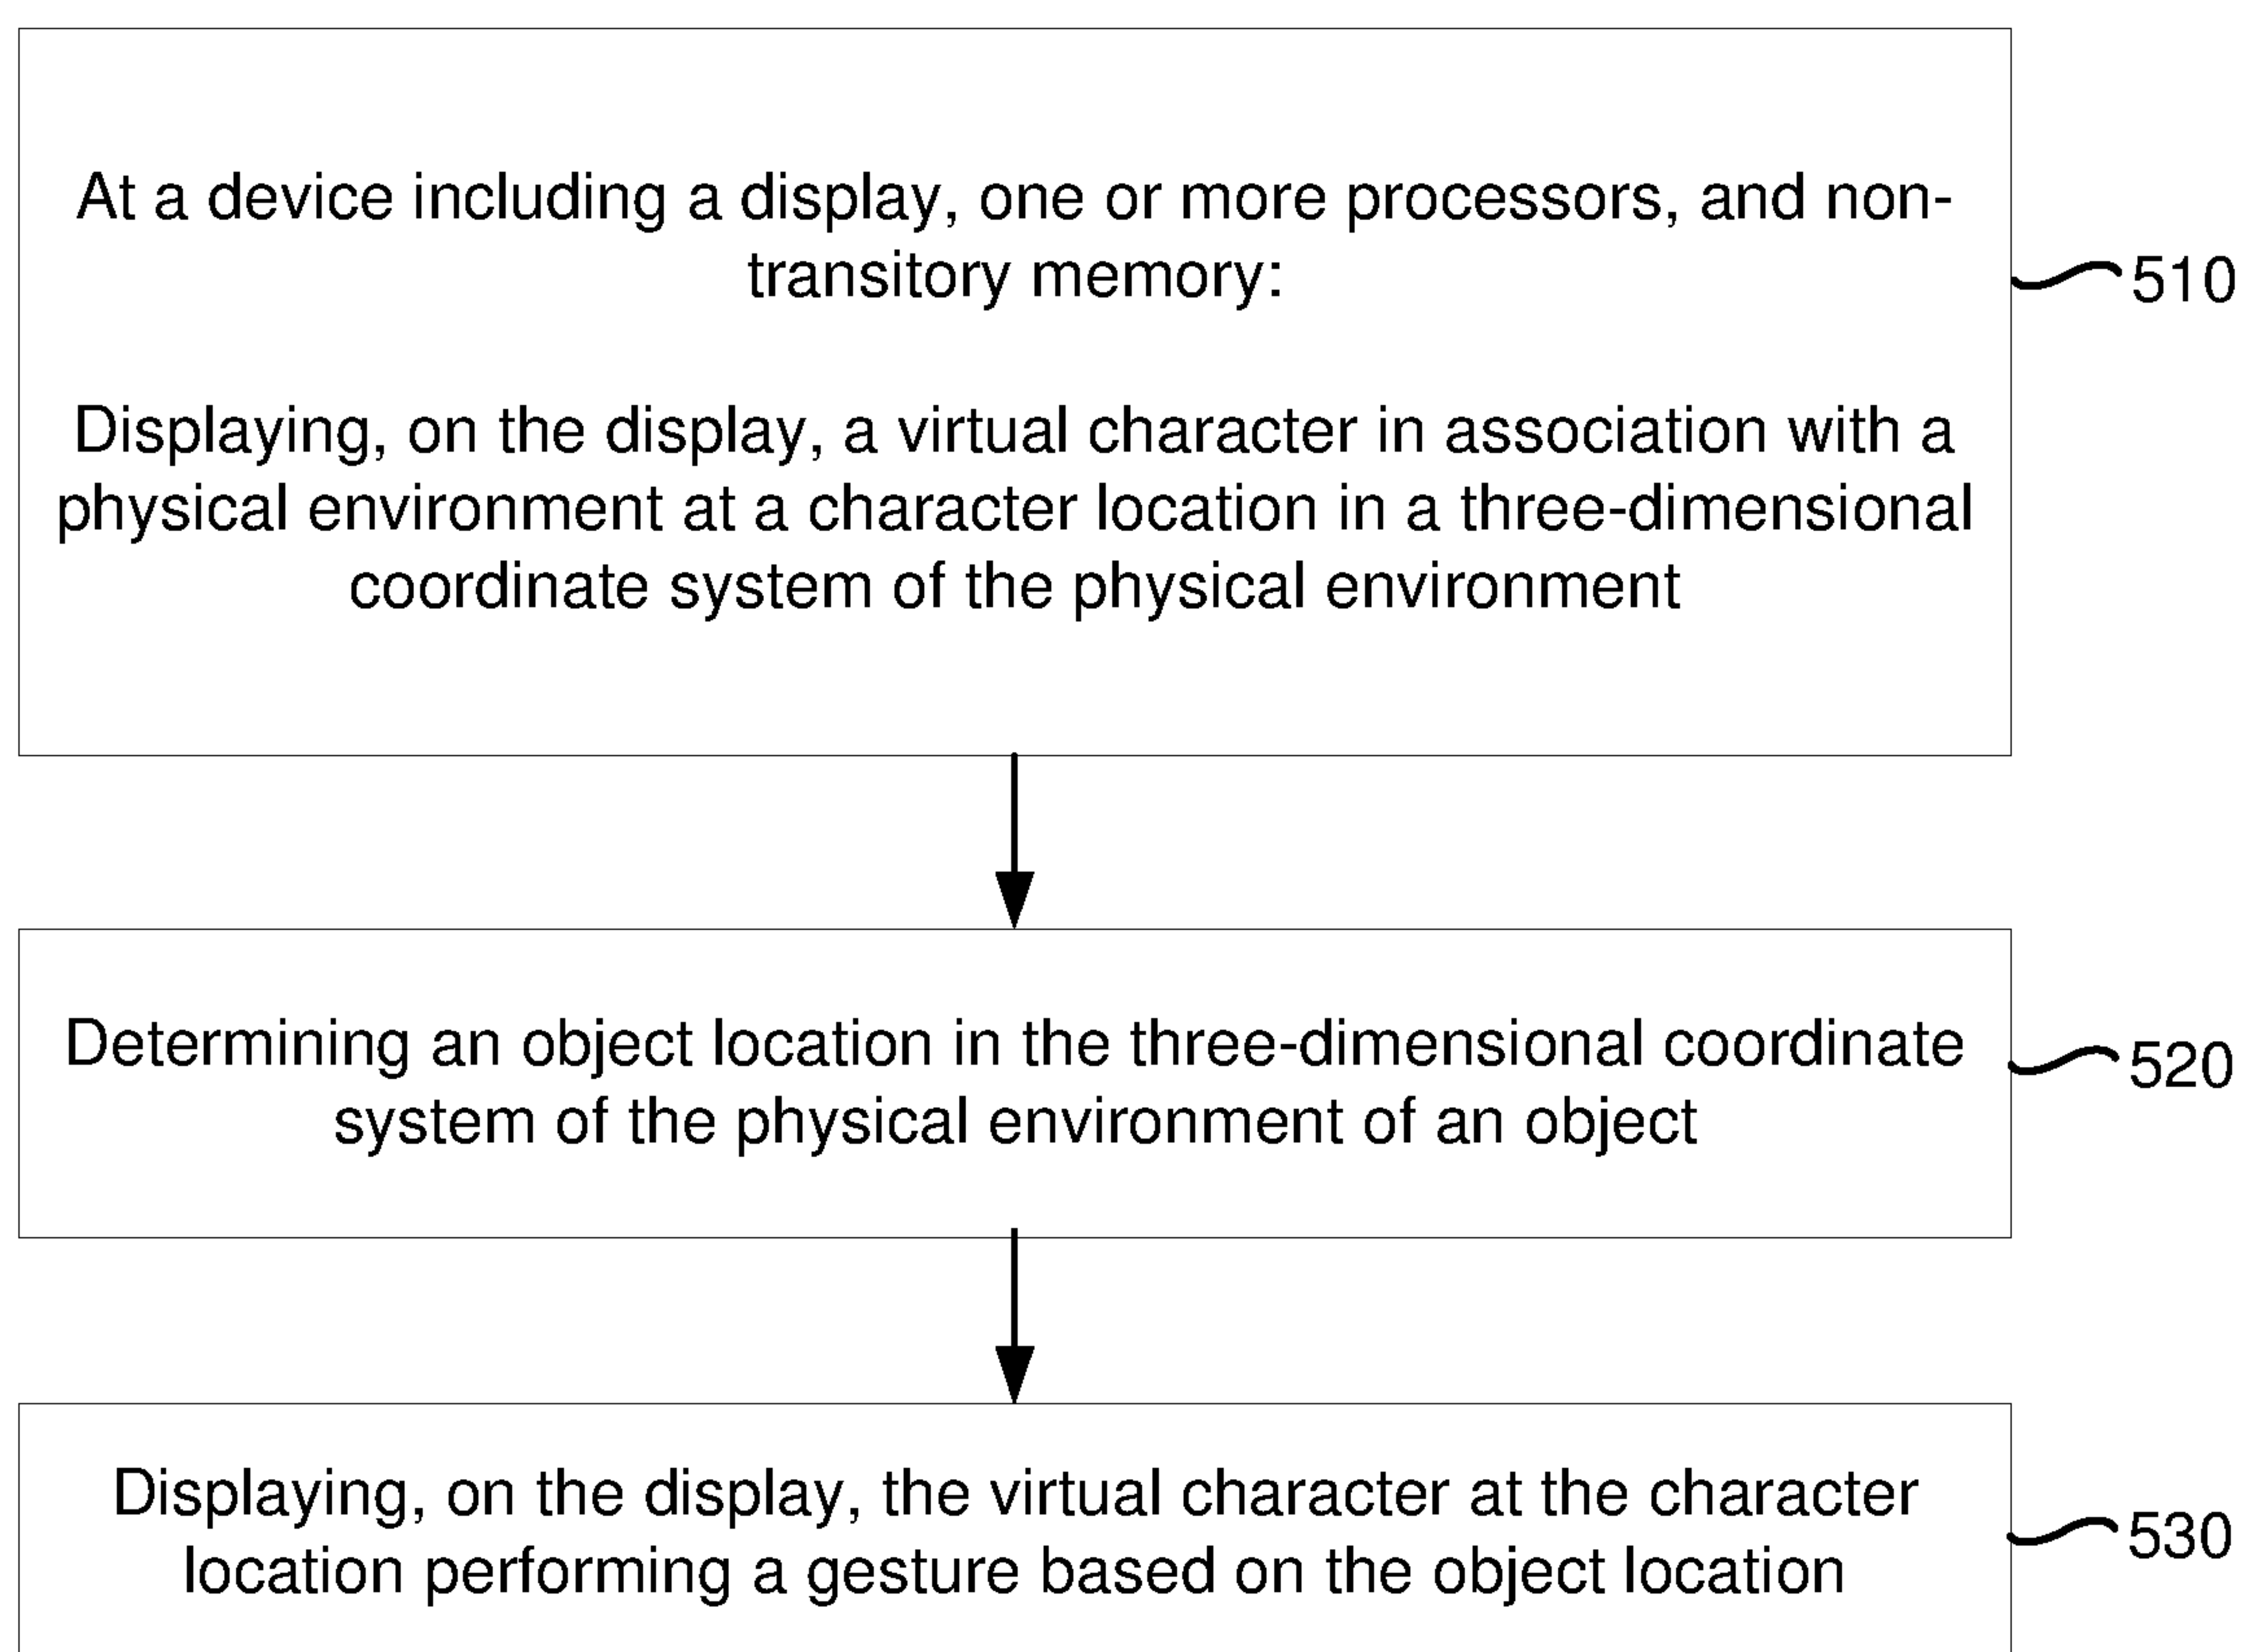 At a device including a display, one or more processors, and non-
transitory memory:
Displaying, on the display, a virtual character in association with a
physical environment at a character location in a three-dimensional
coordinate system of the physical environment
510
Determining an object location in the three-dimensional coordinate
system of the physical environment of an object
520
Displaying, on the display, the virtual character at the character
location performing a gesture based on the object location
530